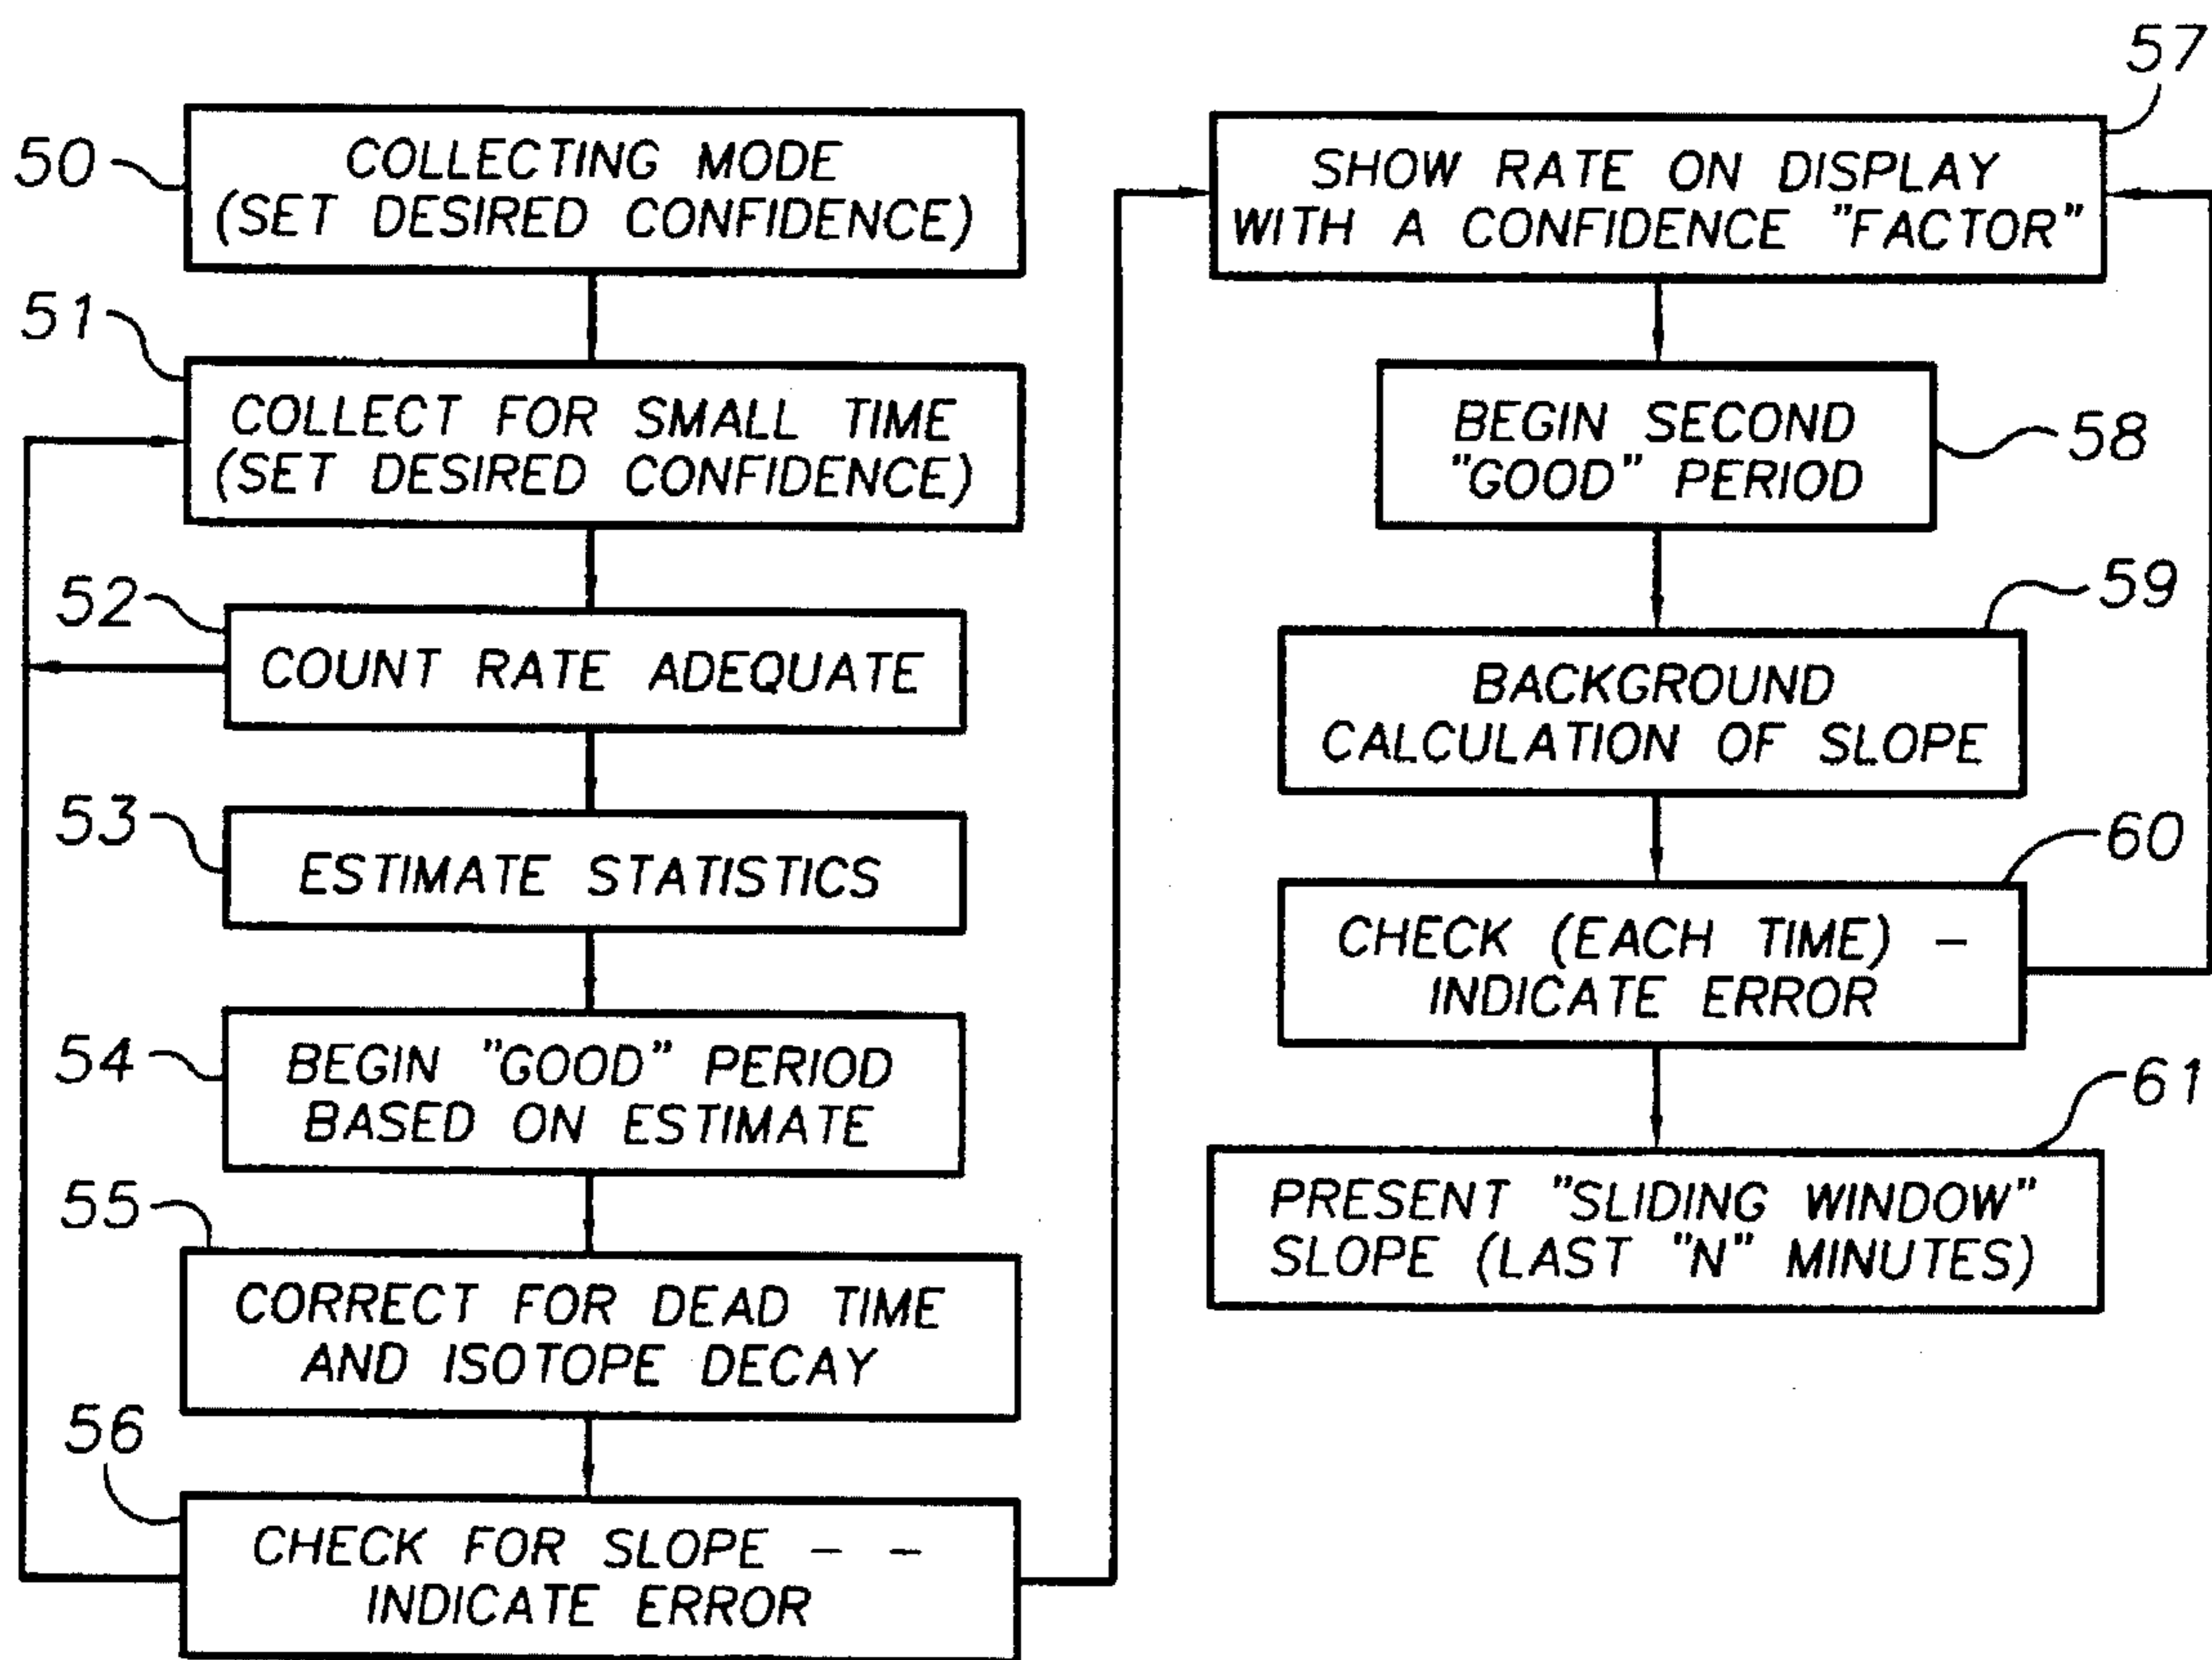 50
COLLECTING MODE
(SET DESIRED CONFIDENCE)
51
COLLECT FOR SMALL TIME
(SET DESIRED CONFIDENCE)
52
COUNT RATE ADEQUATE
53
ESTIMATE STATISTICS
54
BEGIN "GOOD" PERIOD
BASED ON ESTIMATE
55
CORRECT FOR DEAD TIME
AND ISOTOPE DECAY
56
CHECK FOR SLOPE - -
INDICATE ERROR
57
SHOW RATE ON DISPLAY
WITH A CONFIDENCE "FACTOR"
58
BEGIN SECOND
"GOOD" PERIOD
59
BACKGROUND
CALCULATION OF SLOPE
60
CHECK (EACH TIME) -
INDICATE ERROR
61
PRESENT "SLIDING WINDOW"
SLOPE (LAST "N" MINUTES)